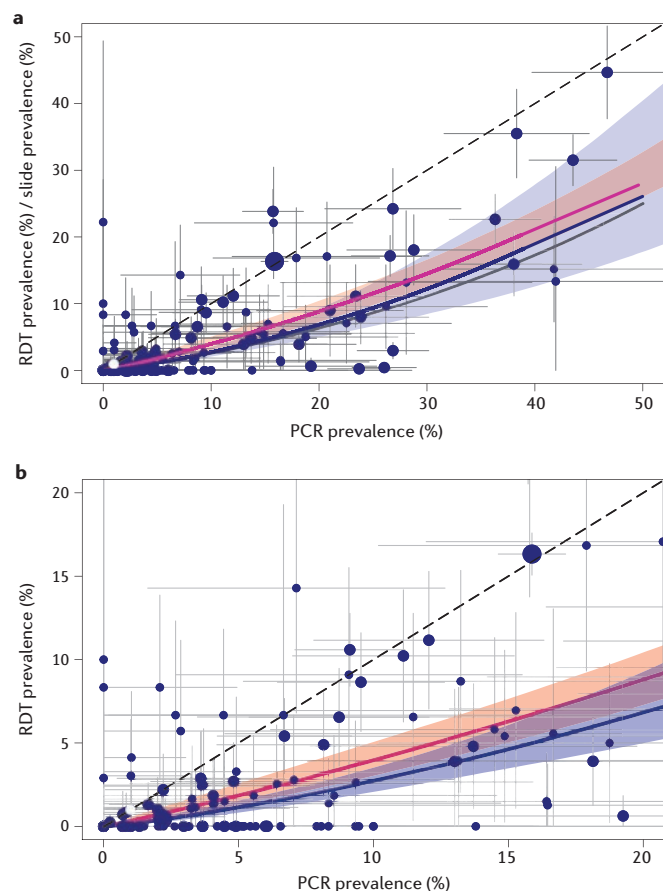 a
50
40
30
20
10
0
RDT prevalence (%) / slide prevalence (%)
0 10 20 30 40 50
PCR prevalence (%)
b
20
15
10
5
0
RDT prevalence (%)
0 5 10 15 20
PCR prevalence (%)